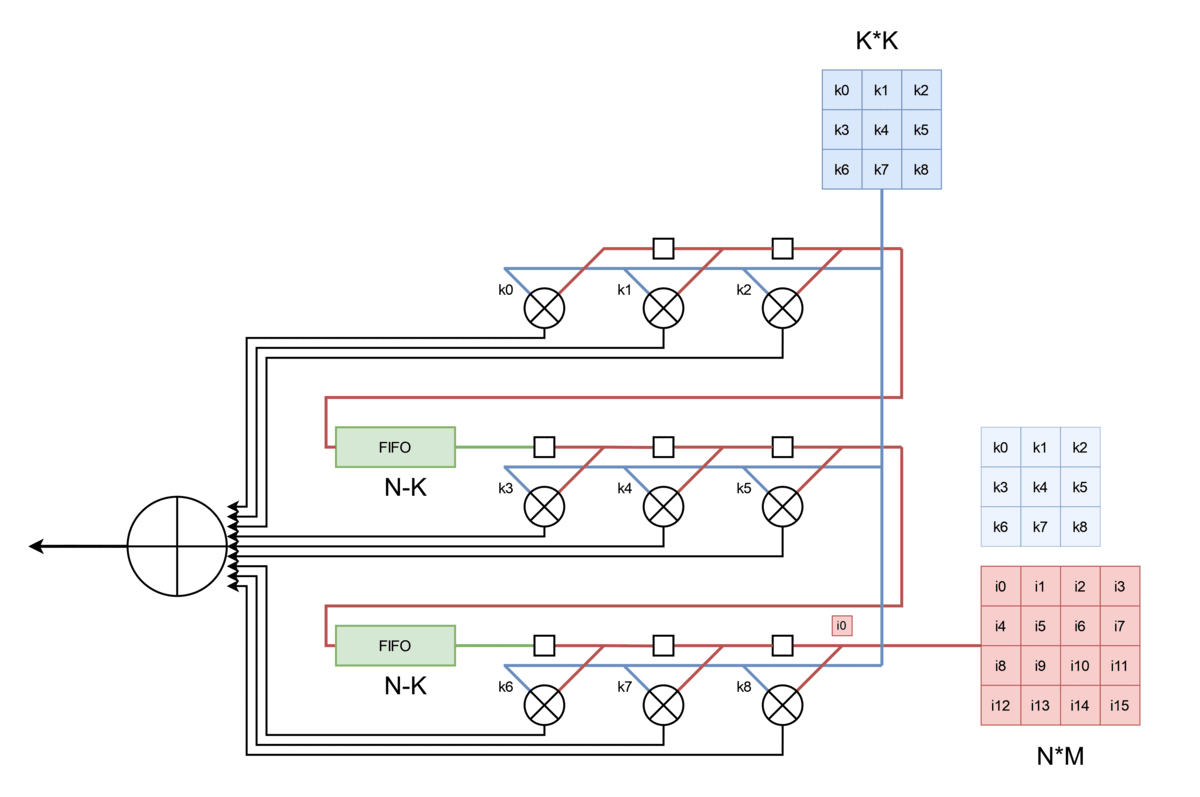 K*K
k0 k1 k2
k3 k4 k5
k6 k7 k8
k0 k1 k2
FIFO
N-K
k3 k4 k5
k0 k1 k2
k3 k4 k5
k6 k7 k8
i0 i1 i2 i3
i4 i5 i6 i7
i8 i9 i10 i11
i12 i13 i14 i15
N*M
i0
FIFO
N-K
k6 k7 k8